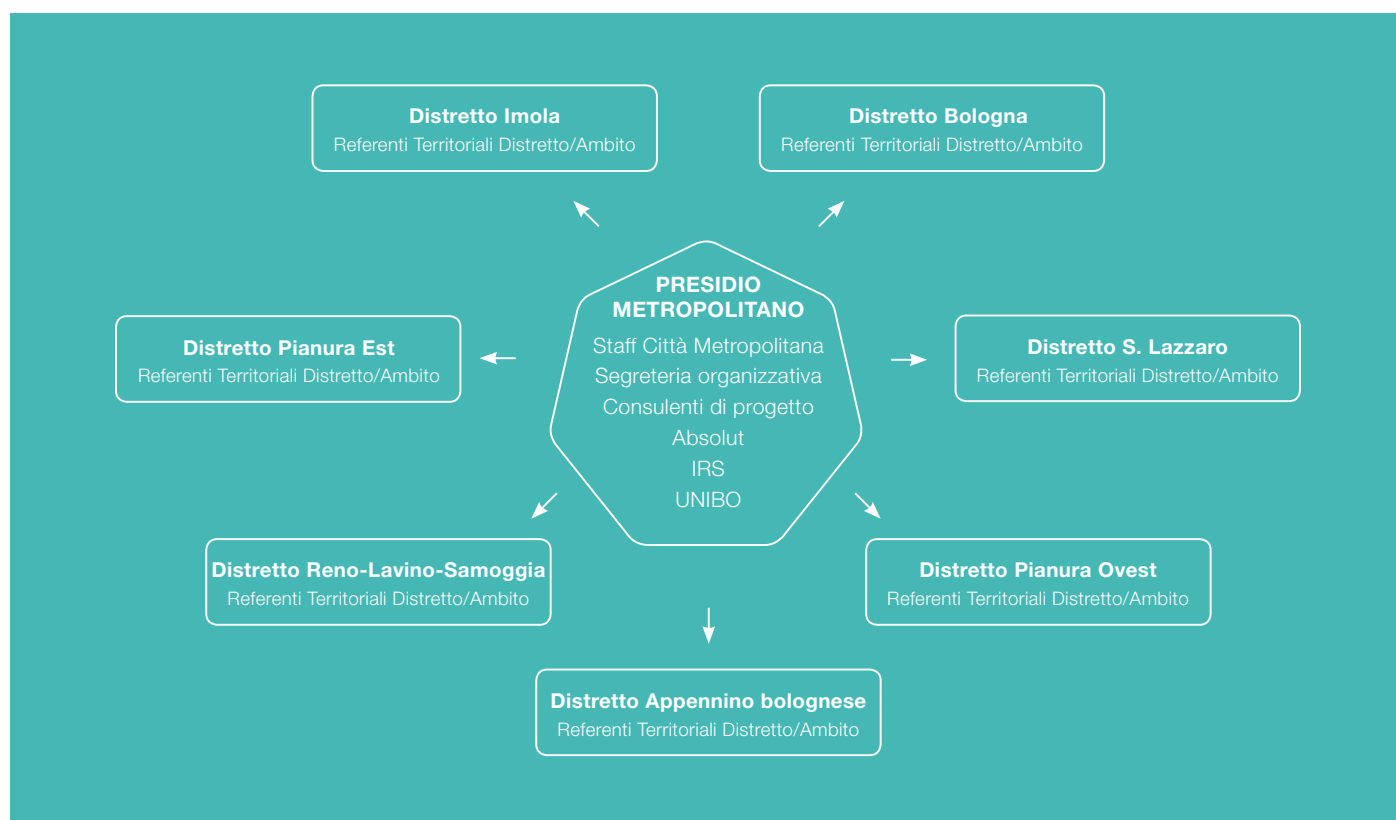 Distretto Imola
Referenti Territoriali Distretto/Ambito
Distretto Bologna
Referenti Territoriali Distretto/Ambito
PRESIDIO
METROPOLITANO
Staff Città Metropolitana
Segreteria organizzativa
Consulenti di progetto
Absolut
IRS
UNIBO
Distretto Pianura Est
Referenti Territoriali Distretto/Ambito
Distretto S. Lazzaro
Referenti Territoriali Distretto/Ambito
Distretto Reno-Lavino-Samoggia
Referenti Territoriali Distretto/Ambito
Distretto Pianura Ovest
Referenti Territoriali Distretto/Ambito
Distretto Appennino bolognese
Referenti Territoriali Distretto/Ambito